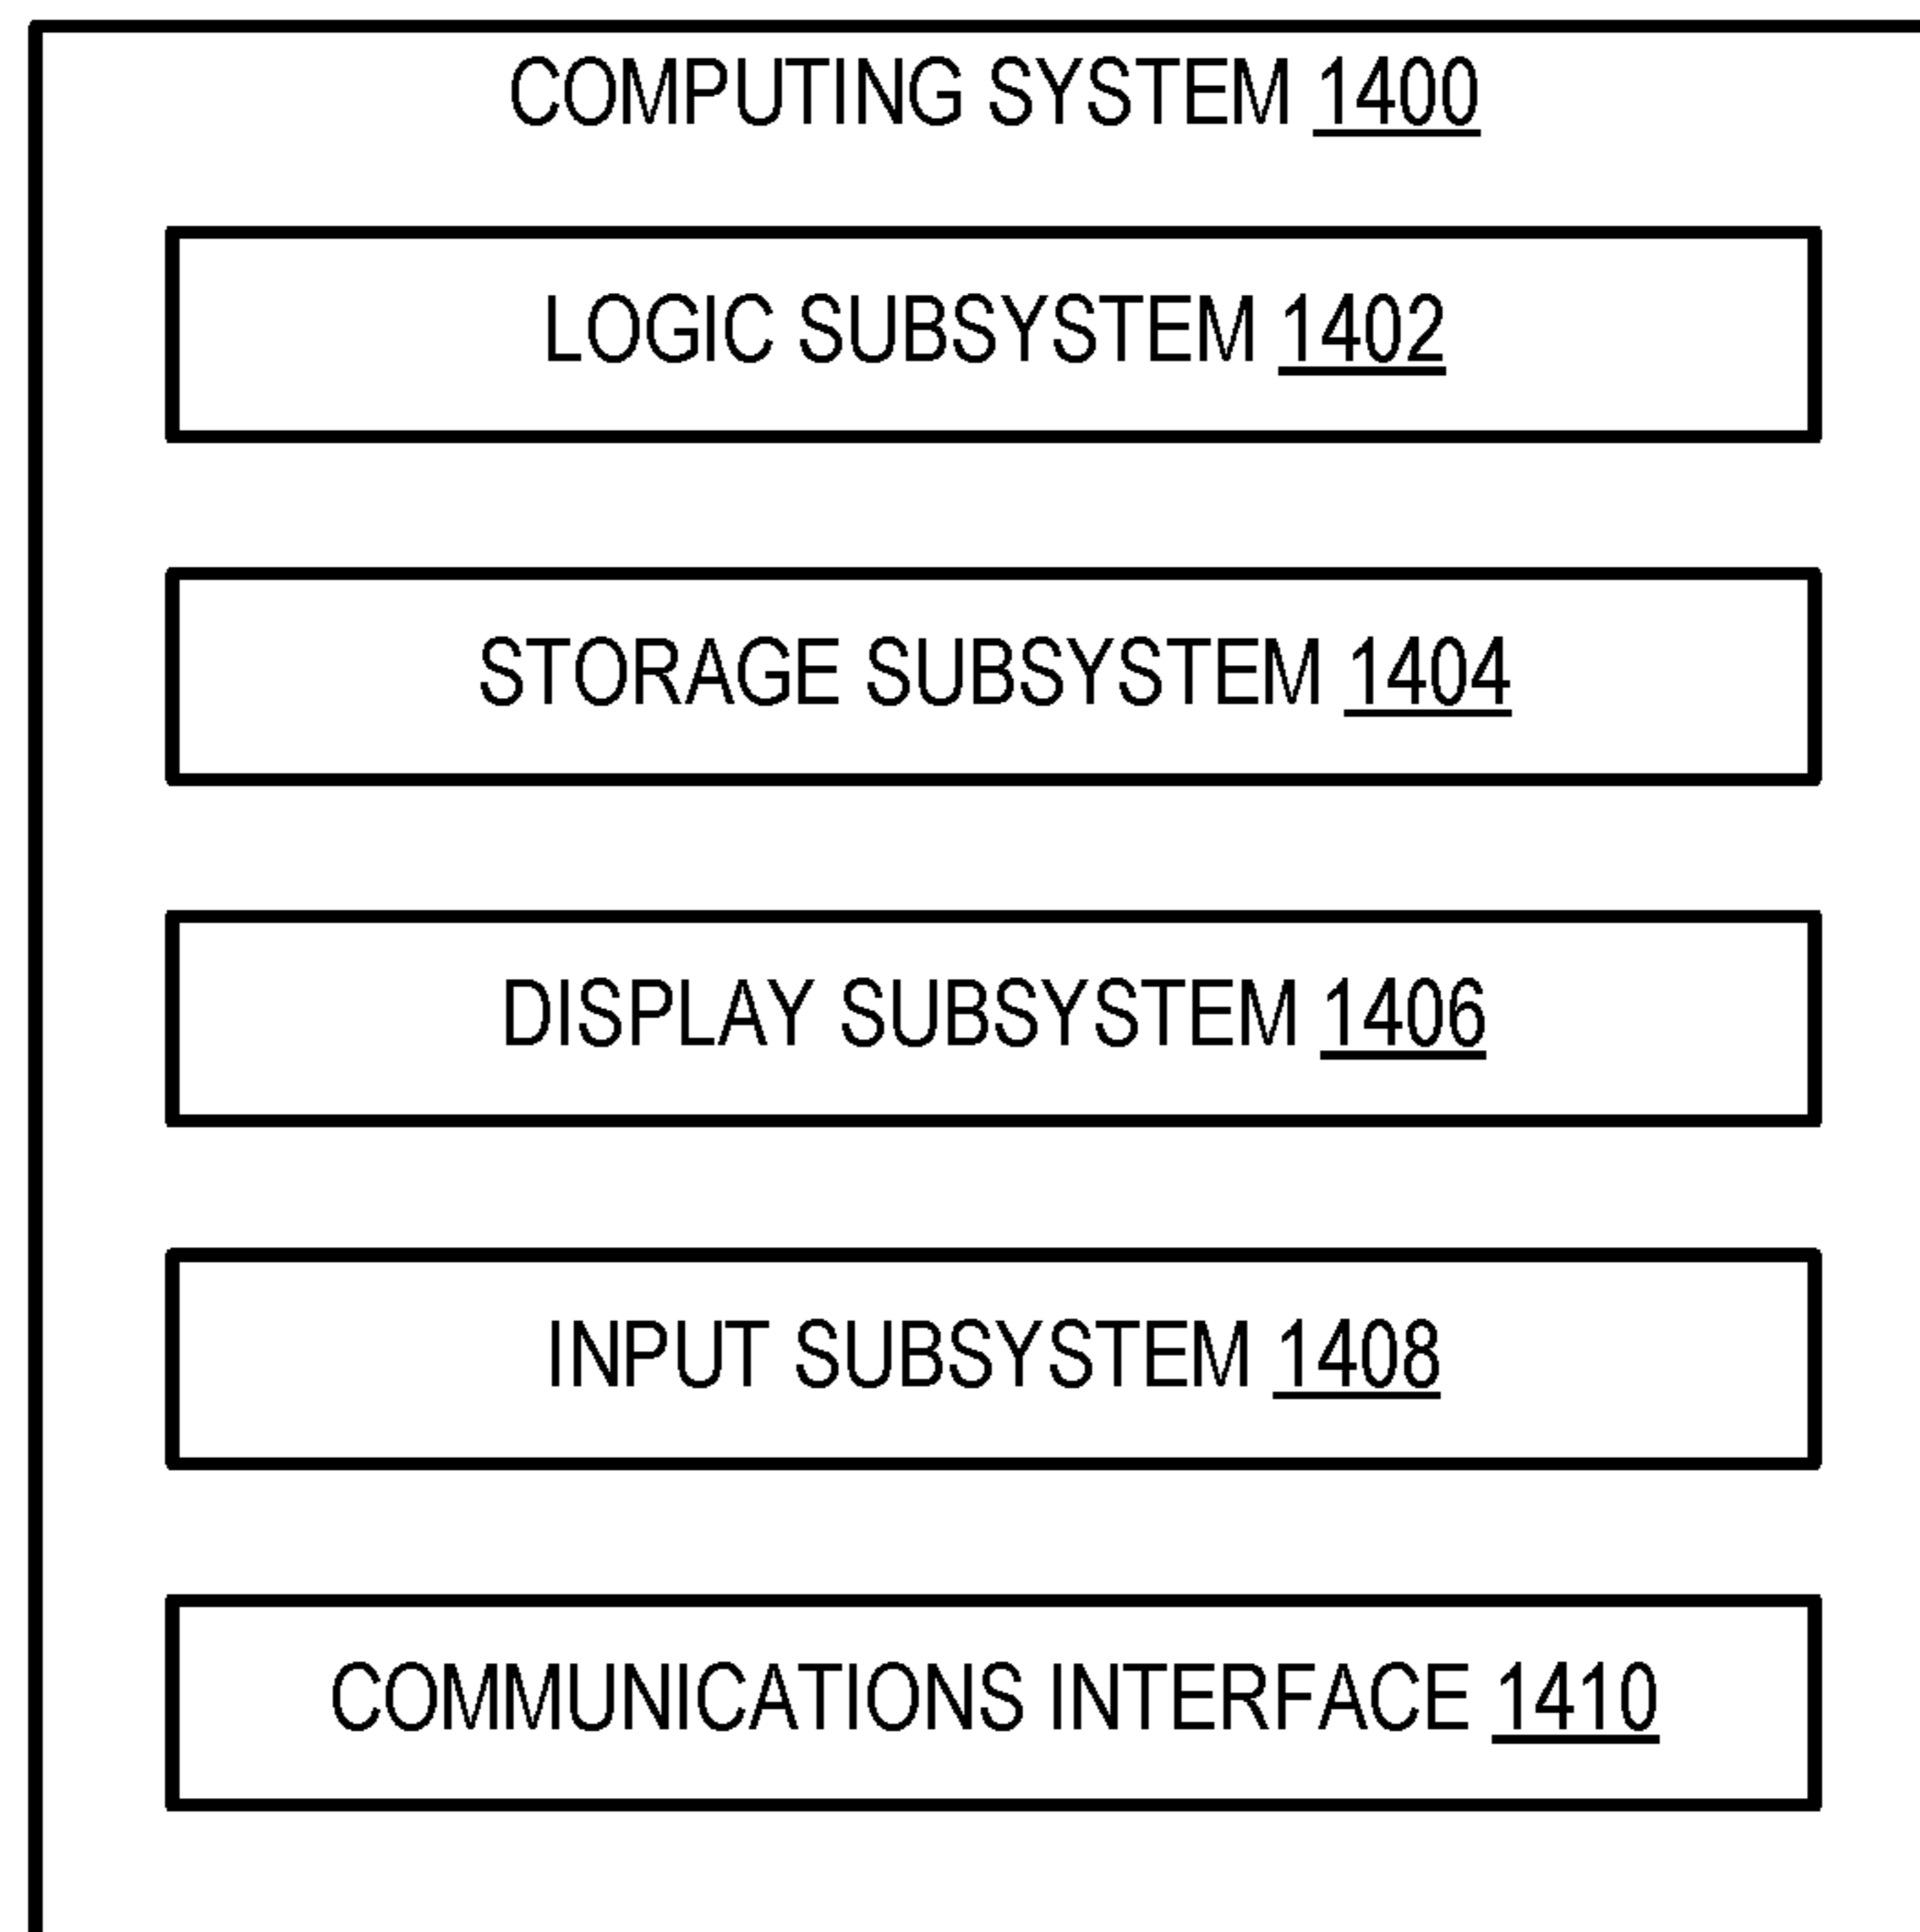 COMPUTING SYSTEM 1400
LOGIC SUBSYSTEM 1402
STORAGE SUBSYSTEM 1404
DISPLAY SUBSYSTEM 1406
INPUT SUBSYSTEM 1408
COMMUNICATIONS INTERFACE 1410